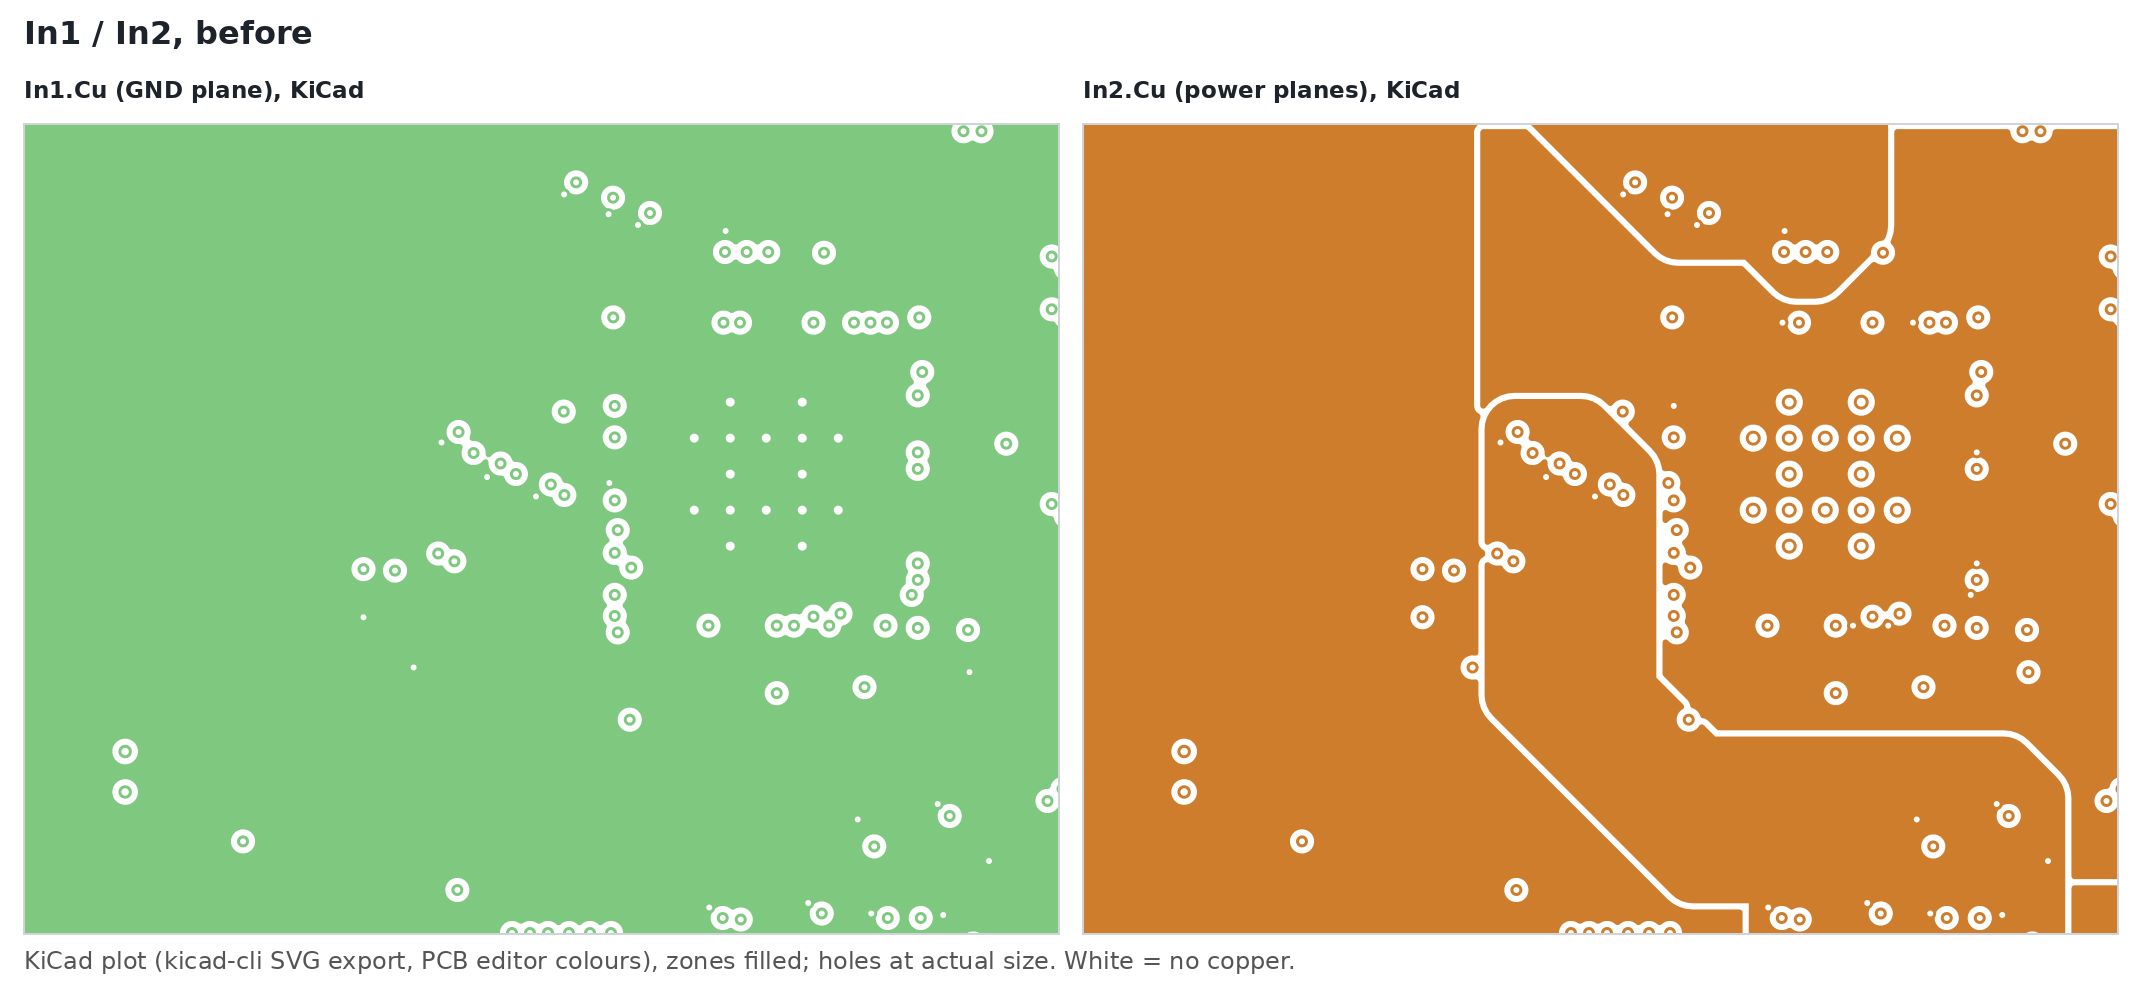 In1 / In2, before
In1.Cu (GND plane), KiCad
In2.Cu (power planes), KiCad
KiCad plot (kicad-cli SVG export, PCB editor colours), zones filled; holes at actual size. White = no copper.